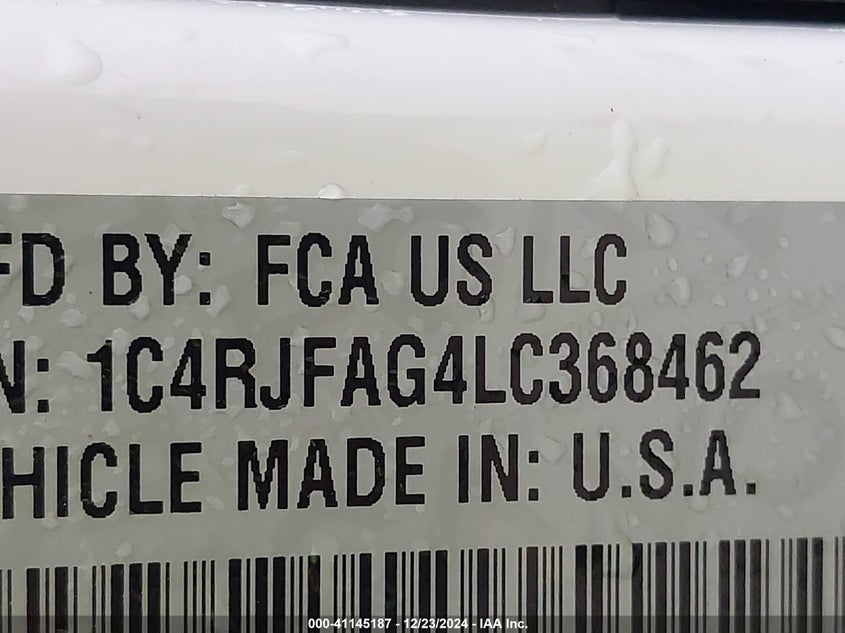 FD BY: FCA US LLC
N: 1C4RJFAG4LC368462
HICLE MADE IN: U.S.A.
000-41145187 - 12/23/2024 - IAA Inc.